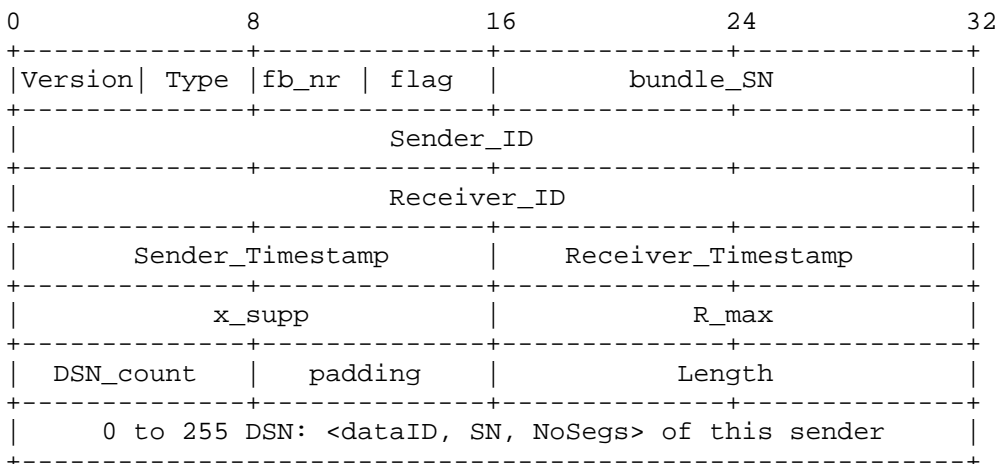 0 8 16 24 32
+--------------+--------------+--------------+--------------+
|Version| Type |fb_nr | flag | bundle_SN |
+--------------+--------------+--------------+--------------+
| Sender_ID |
+--------------+--------------+--------------+--------------+
| Receiver_ID |
+--------------+--------------+--------------+--------------+
| Sender_Timestamp | Receiver_Timestamp |
+--------------+--------------+--------------+--------------+
| x_supp | R_max |
+--------------+--------------+--------------+--------------+
| DSN_count | padding | Length |
+--------------+--------------+--------------+--------------+
| 0 to 255 DSN: <dataID, SN, NoSegs> of this sender |
+--------------+-----------------------------+--------------+